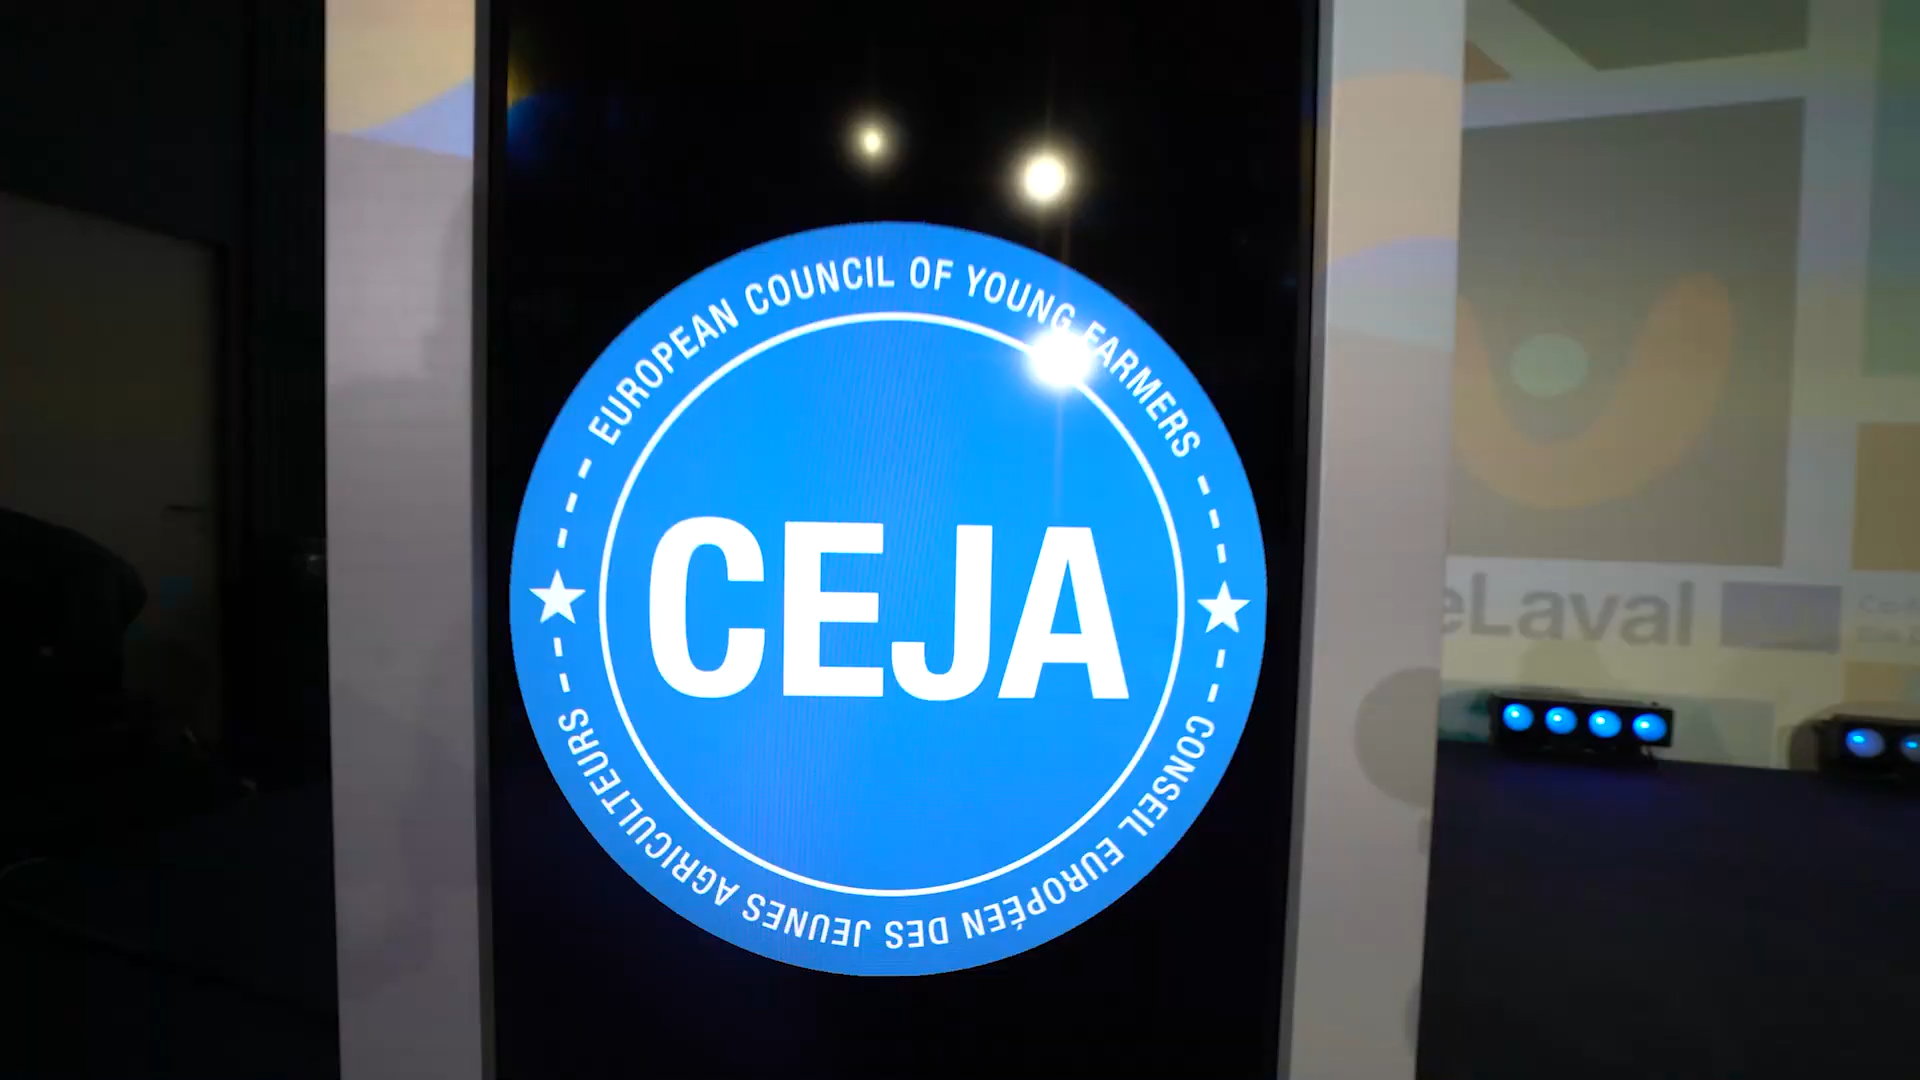 EUROPEAN COUNCIL OF YOUNG FARMERS
CEJA
CONSEIL EUROPÉEN DES JEUNES AGRICULTEURS
eLaval